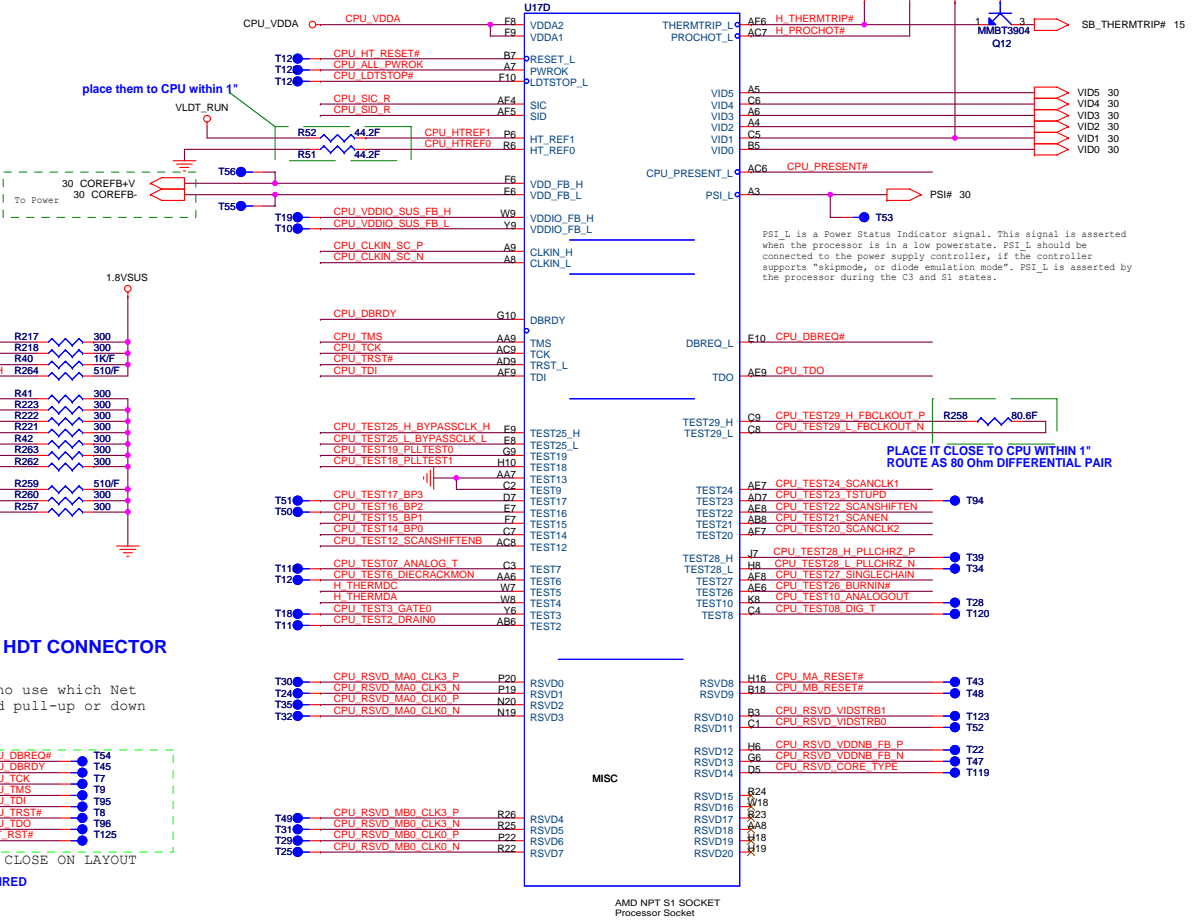 U17D
CPU_VDDA CPU_VDDA F8 VDDA2
F9 VDDA1
THERMTRIP_L AF6 H_THERMTRIP#
PROCHOT_L AC7 H_PROCHOT#
1 3 SB_THERMTRIP# 15
MMBT3904
Q12
CPU_HT_RESET# B7 RESET_L
CPU_ALL_PWROK A7 PWROK
CPU_LDTSTOP# F10 LDTSTOP_L
place them to CPU within 1"
VLDT_RUN
CPU_SIC_R AF4 SIC
CPU_SID_R AF5 SID
VID5 A5 VID5 30
VID4 C6 VID4 30
VID3 A6 VID3 30
VID2 A4 VID2 30
VID1 C5 VID1 30
VID0 B5 VID0 30
R52 44.2F CPU_HTREF1 P6 HT_REF1
R51 44.2F CPU_HTREF0 R6 HT_REF0
CPU_PRESENT_L AC6 CPU_PRESENT#
T56
30 COREFB+V F6 VDD_FB_H
To Power 30 COREFB- E6 VDD_FB_L
T55
PSI_L A3 PSI# 30
T53
T19 CPU_VDDIO_SUS_FB_H W9 VDDIO_FB_H
T10 CPU_VDDIO_SUS_FB_L Y9 VDDIO_FB_L
CPU_CLKIN_SC_P A9 CLKIN_H
CPU_CLKIN_SC_N A8 CLKIN_L
PSI_L is a Power Status Indicator signal. This signal is asserted
when the processor is in a low powerstate. PSI_L should be
connected to the power supply controller, if the controller
supports "skipmode, or diode emulation mode". PSI_L is asserted by
the processor during the C3 and S1 states.
1.8VSUS
R217 300
R218 300
R40 1K/F
R264 510/F
R41 300
R223 300
R222 300
R221 300
R42 300
R263 300
R262 300
R259 510/F
R260 300
R257 300
CPU_DBRDY G10 DBRDY
CPU_TMS AA9 TMS
CPU_TCK AC9 TCK
CPU_TRST# AD9 TRST_L
CPU_TDI AF9 TDI
DBREQ_L E10 CPU_DBREQ#
TDO AE9 CPU_TDO
TEST29_H C9 CPU_TEST29_H_FBCLKOUT_P
TEST29_L C8 CPU_TEST29_L_FBCLKOUT_N
R258 80.6F
PLACE IT CLOSE TO CPU WITHIN 1"
ROUTE AS 80 Ohm DIFFERENTIAL PAIR
CPU_TEST25_H_BYPASSCLK_H E9 TEST25_H
CPU_TEST25_L_BYPASSCLK_L E8 TEST25_L
CPU_TEST19_PLLTEST0 G9 TEST19
CPU_TEST18_PLLTEST1 H10 TEST18
AA7 TEST13
C2 TEST9
T51 CPU_TEST17_BP3 D7 TEST17
T50 CPU_TEST16_BP2 E7 TEST16
CPU_TEST15_BP1 F7 TEST15
CPU_TEST14_BP0 C7 TEST14
CPU_TEST12_SCANSHIFTENB AC8 TEST12
CPU_TEST07_ANALOG_T C3 TEST7
CPU_TEST6_DIECRACKMON AA6 TEST6
H_THERMDC W7 TEST5
H_THERMDA W8 TEST4
T18 CPU_TEST3_GATE0 Y6 TEST3
T11 CPU_TEST2_DRAIN0 AB6 TEST2
TEST24 AE7 CPU_TEST24_SCANCLK1
TEST23 AD7 CPU_TEST23_TSTUPD T94
TEST22 AE8 CPU_TEST22_SCANSHIFTEN
TEST21 AB8 CPU_TEST21_SCANEN
TEST20 AF7 CPU_TEST20_SCANCLK2
TEST28_H J7 CPU_TEST28_H_PLLCHRZ_P T39
TEST28_L H8 CPU_TEST28_L_PLLCHRZ_N T34
TEST27 AF8 CPU_TEST27_SINGLECHAIN
TEST26 AE6 CPU_TEST26_BURNIN#
TEST10 K8 CPU_TEST10_ANALOGOUT T28
TEST8 C4 CPU_TEST08_DIG_T T120
HDT CONNECTOR
no use which Net
pull-up or down
T30 CPU_RSVD_MA0_CLK3_P P20 RSVD0
T24 CPU_RSVD_MA0_CLK3_N P19 RSVD1
T35 CPU_RSVD_MA0_CLK0_P N20 RSVD2
T32 CPU_RSVD_MA0_CLK0_N N19 RSVD3
RSVD8 H16 CPU_MA_RESET# T43
RSVD9 B18 CPU_MB_RESET# T48
RSVD10 B3 CPU_RSVD_VIDSTRB1 T123
RSVD11 C1 CPU_RSVD_VIDSTRB0 T52
RSVD12 H6 CPU_RSVD_VDDNB_FB_P T22
RSVD13 G6 CPU_RSVD_VDDNB_FB_N T47
RSVD14 D5 CPU_RSVD_CORE_TYPE T119
MISC
RSVD15 R24
RSVD16 W18
RSVD17 R23
RSVD18 AA8
RSVD19 H18
RSVD20 H19
U_DBREQ# T54
U_DBRDY T45
U_TCK T7
U_TMS T9
U_TDI T95
U_TRST# T8
U_TDO T96
T_RST# T125
CLOSE ON LAYOUT
IRED
T49 CPU_RSVD_MB0_CLK3_P R26 RSVD4
T31 CPU_RSVD_MB0_CLK3_N R25 RSVD5
T29 CPU_RSVD_MB0_CLK0_P P22 RSVD6
T25 CPU_RSVD_MB0_CLK0_N R22 RSVD7
AMD NPT S1 SOCKET
Processor Socket